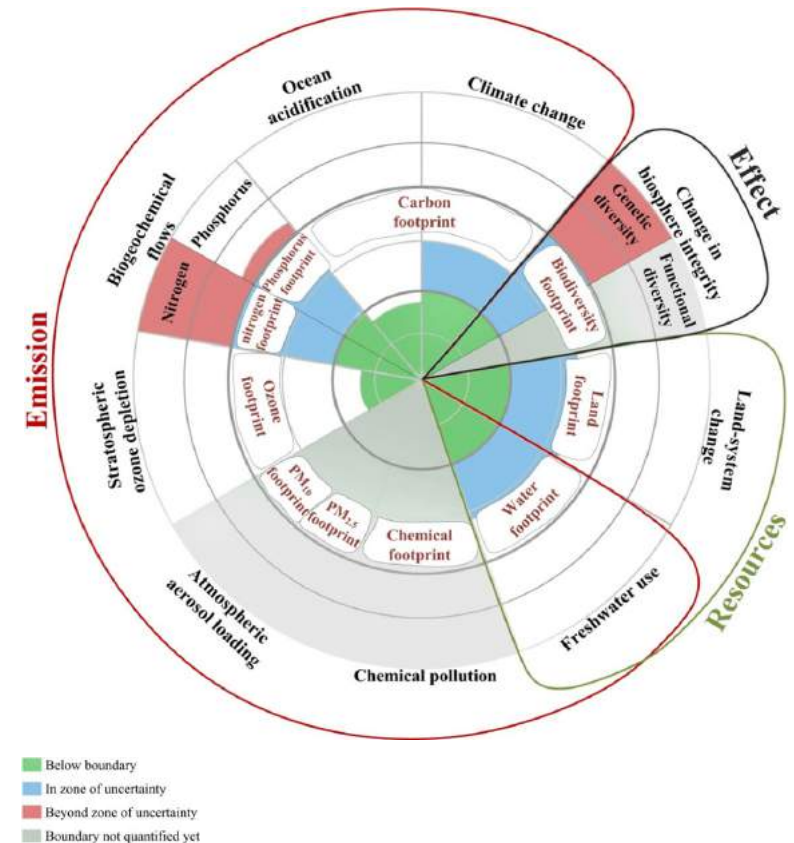 Ocean
acidification
Climate change
Effect
Change in
biosphere integrity
Genetic
diversity
Functional
diversity
Biogeochemical
flows
Phosphorus
Nitrogen
Carbon
footprint
Phosphorus
footprint
nitrogen
footprint
Biodiversity
footprint
Emission
Stratospheric
ozone depletion
Ozone
footprint
Land
footprint
Land-system
change
PM10
footprint
PM2.5
footprint
Chemical
footprint
Water
footprint
Resources
Freshwater use
Atmospheric
aerosol loading
Chemical pollution
Below boundary
In zone of uncertainty
Beyond zone of uncertainty
Boundary not quantified yet